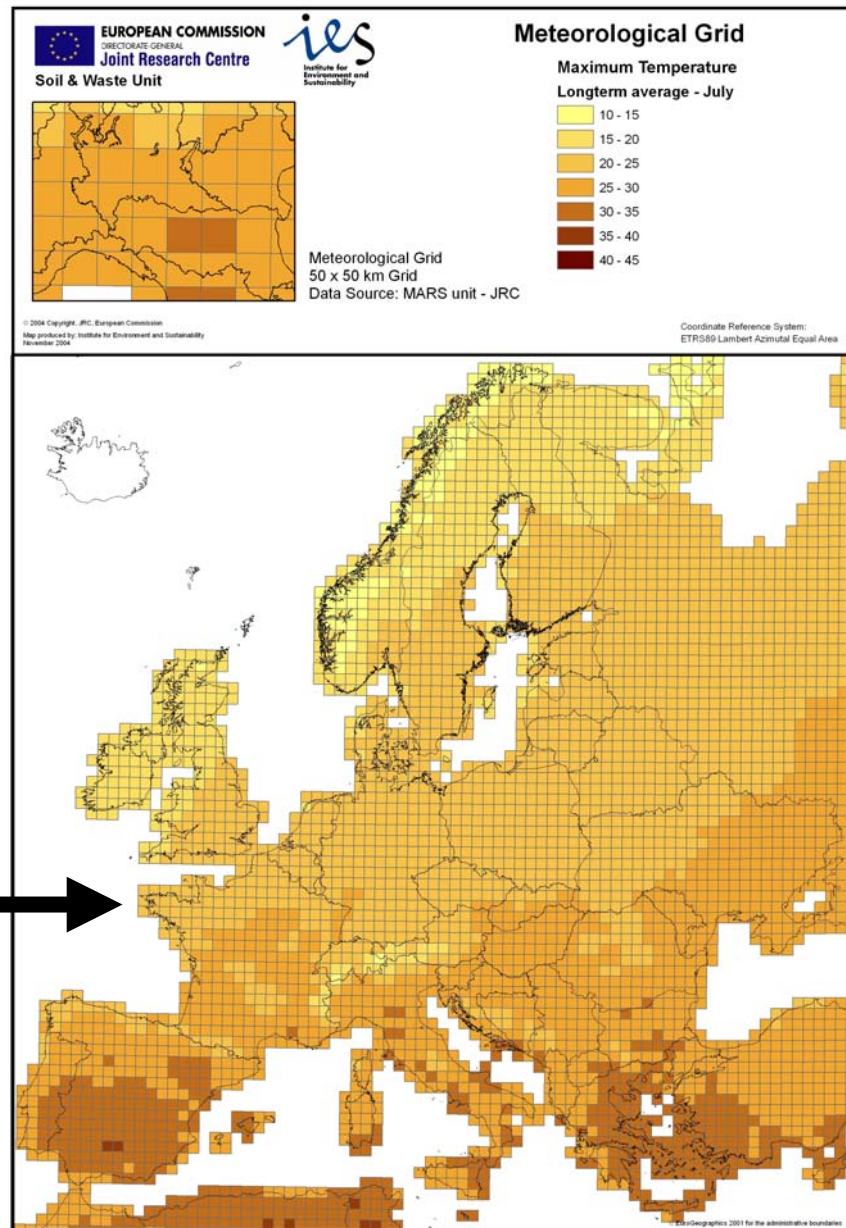 EUROPEAN COMMISSION
DIRECTORATE-GENERAL
Joint Research Centre
Soil & Waste Unit
ies
Institute for
Environment and
Sustainability
Meteorological Grid
Maximum Temperature
Longterm average - July
10 - 15
15 - 20
20 - 25
25 - 30
30 - 35
35 - 40
40 - 45
Meteorological Grid
50 x 50 km Grid
Data Source: MARS unit - JRC
© 2004 Copyright, JRC, European Commission
Map produced by: Institute for Environment and Sustainability
November 2004
Coordinate Reference System:
ETRS89 Lambert Azimutal Equal Area
© EuroGeographics 2001 for the administrative boundaries